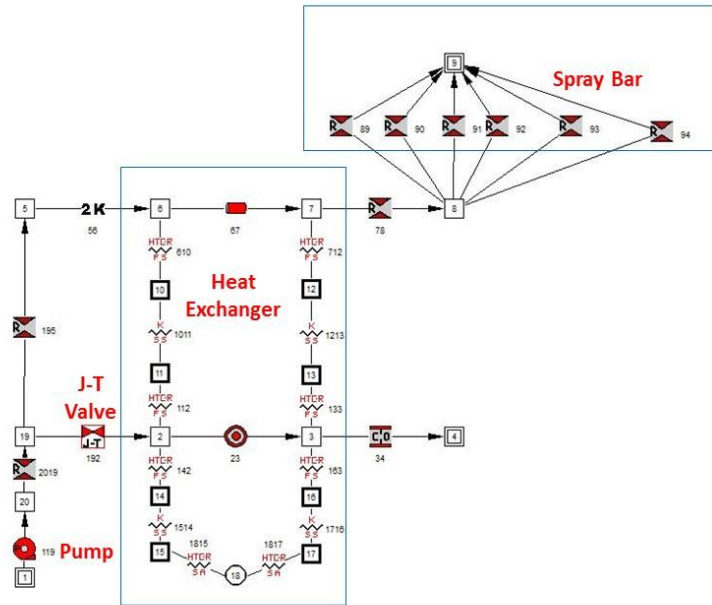 9
Spray Bar
R 89
R 90
R 91
R 92
R 93
R 94
5
2K
56
6
67
7
R
78
8
HTCR
FS
610
HTCR
FS
712
10
12
Heat
Exchanger
K
SS
1011
K
SS
1213
R 195
11
13
J-T
Valve
HTCR
FS
112
HTCR
FS
133
19
J-T
192
2
23
3
CO
34
4
R 2019
HTCR
FS
142
HTCR
FS
163
20
14
16
K
SS
1514
K
SS
1716
119
Pump
15
1815
HTCR
SA
18
1817
HTCR
SA
17
1